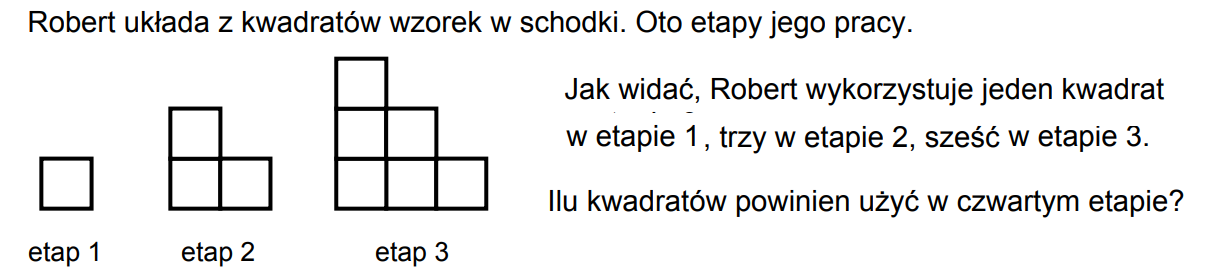 Robert układa z kwadratów wzorek w schodki. Oto etapy jego pracy.
Jak widać, Robert wykorzystuje jeden kwadrat
w etapie 1, trzy w etapie 2, sześć w etapie 3.
Ilu kwadratów powinien użyć w czwartym etapie?
etap 1
etap 2
etap 3